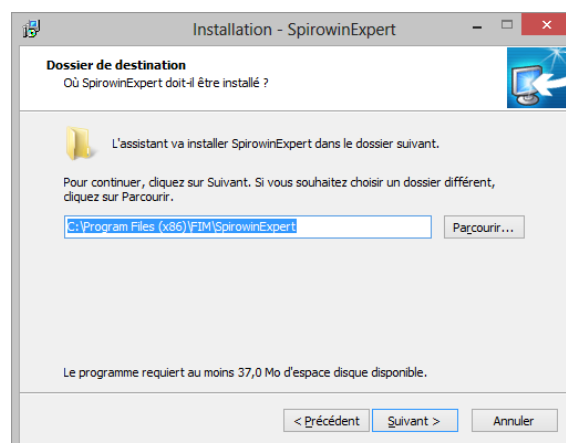 Installation - SpirowinExpert
Dossier de destination
Où SpirowinExpert doit-il être installé ?
L'assistant va installer SpirowinExpert dans le dossier suivant.
Pour continuer, cliquez sur Suivant. Si vous souhaitez choisir un dossier différent,
cliquez sur Parcourir.
C:\Program Files (x86)\FIM\SpirowinExpert
Parcourir...
Le programme requiert au moins 37,0 Mo d'espace disque disponible.
< Précédent
Suivant >
Annuler